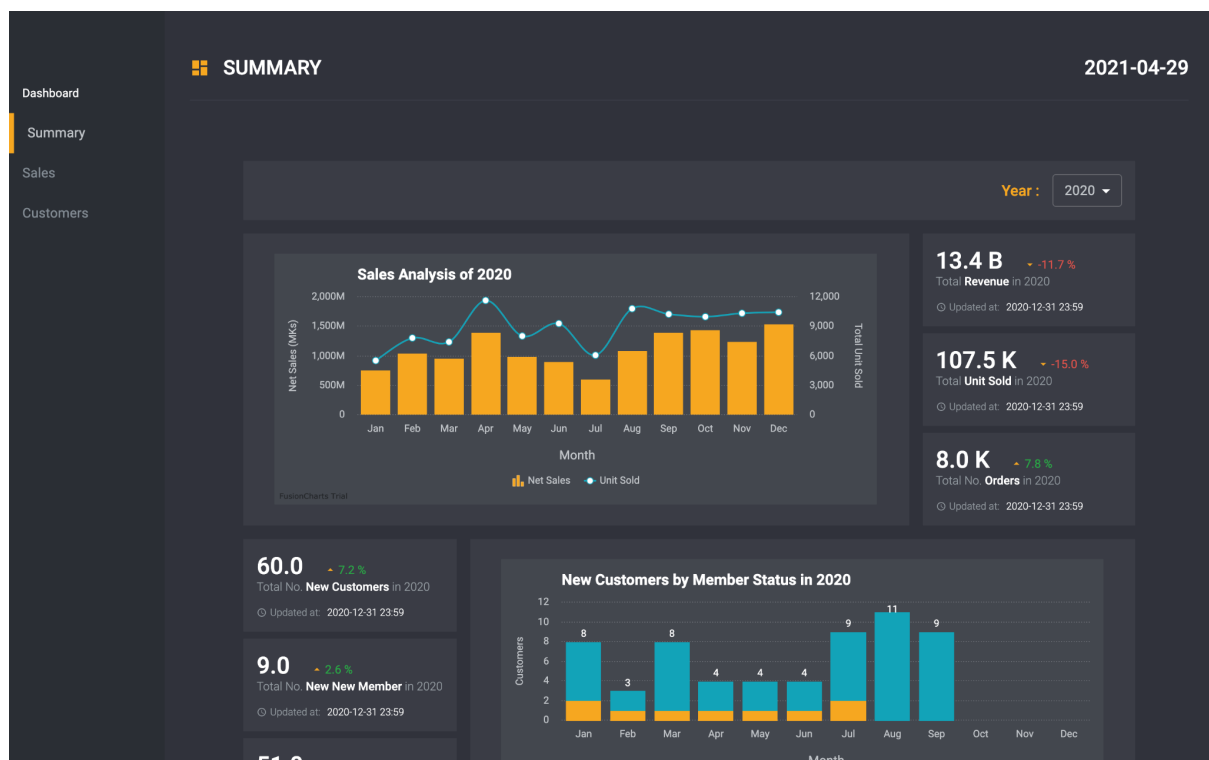 SUMMARY
2021-04-29
Dashboard
Summary
Sales
Customers
Year :
2020
Sales Analysis of 2020
2,000M
1,500M
1,000M
500M
0
Net Sales (MKs)
12,000
9,000
6,000
3,000
0
Total Unit Sold
Jan Feb Mar Apr May Jun Jul Aug Sep Oct Nov Dec
Month
Net Sales Unit Sold
FusionCharts Trial
13.4 B -11.7 %
Total Revenue in 2020
Updated at: 2020-12-31 23:59
107.5 K -15.0 %
Total Unit Sold in 2020
Updated at: 2020-12-31 23:59
8.0 K 7.8 %
Total No. Orders in 2020
Updated at: 2020-12-31 23:59
60.0 7.2 %
Total No. New Customers in 2020
Updated at: 2020-12-31 23:59
9.0 2.6 %
Total No. New New Member in 2020
Updated at: 2020-12-31 23:59
New Customers by Member Status in 2020
12
10
8
6
4
2
0
Customers
8 3 8 4 4 4 9 11 9
Jan Feb Mar Apr May Jun Jul Aug Sep Oct Nov Dec
Month